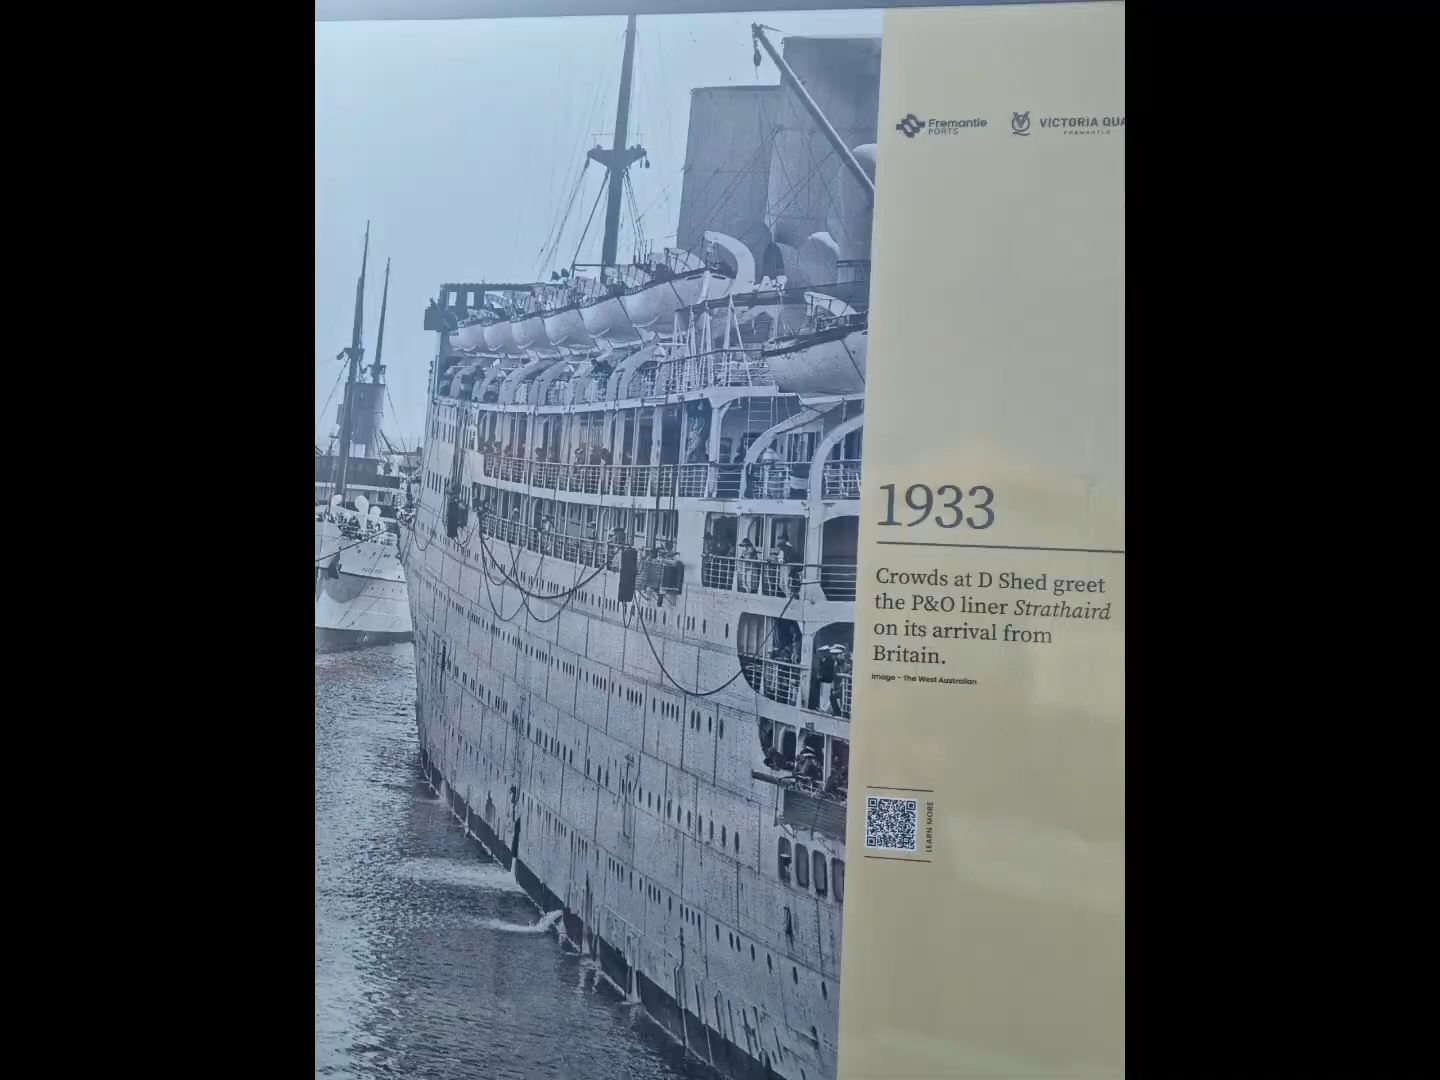 Fremantle
PORTS
VICTORIA QUA
FREMANTLE
1933
Crowds at D Shed greet
the P&O liner Strathaird
on its arrival from
Britain.
Image - The West Australian
LEARN MORE